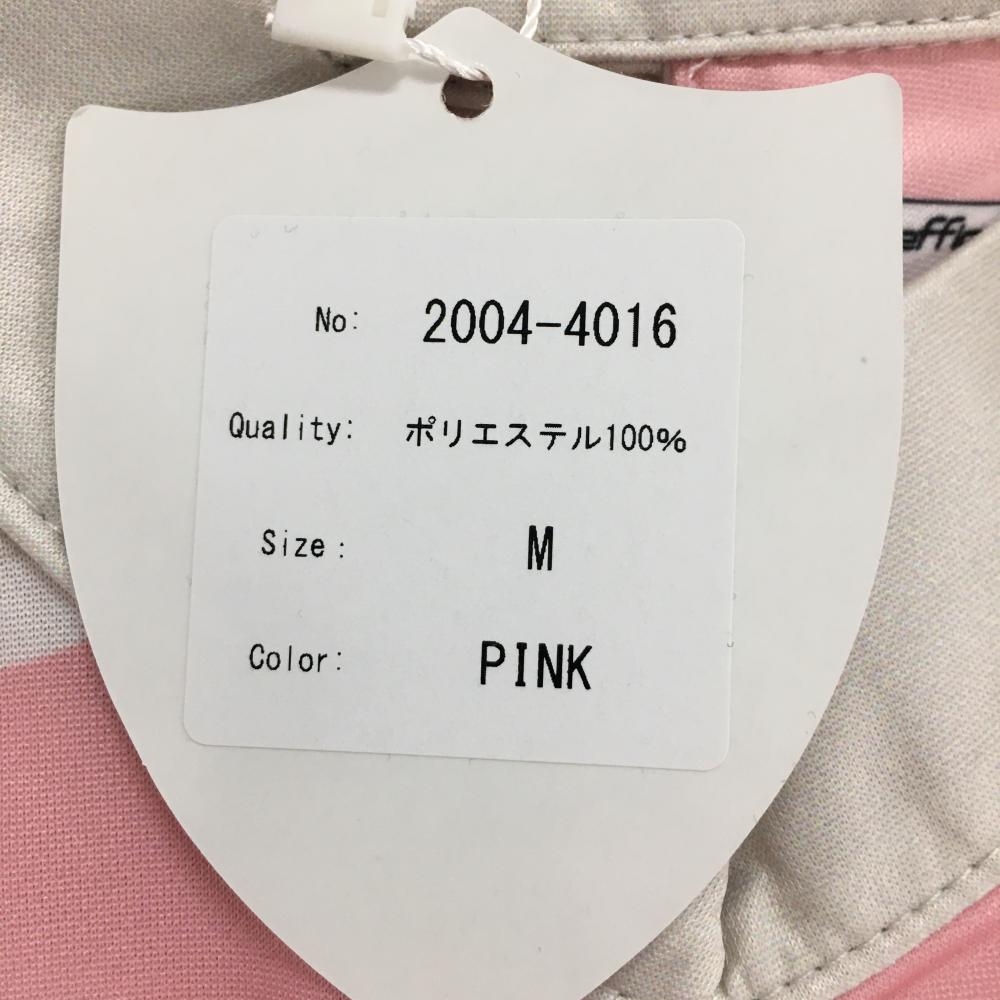 No: 2004-4016
Quality: ポリエステル100%
Size : M
Color: PINK